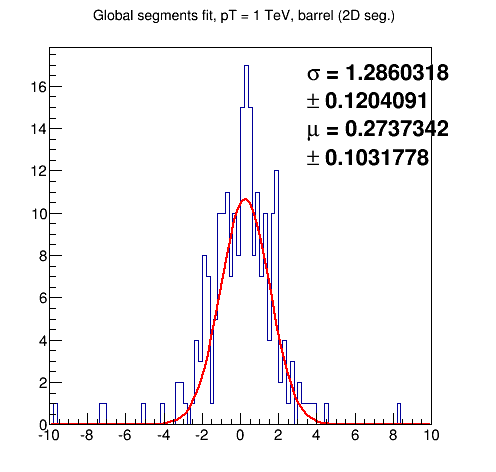 Global segments fit, pT = 1 TeV, barrel (2D seg.)
σ = 1.2860318
± 0.1204091
μ = 0.2737342
± 0.1031778
16
14
12
10
8
6
4
2
0
-10 -8 -6 -4 -2 0 2 4 6 8 10